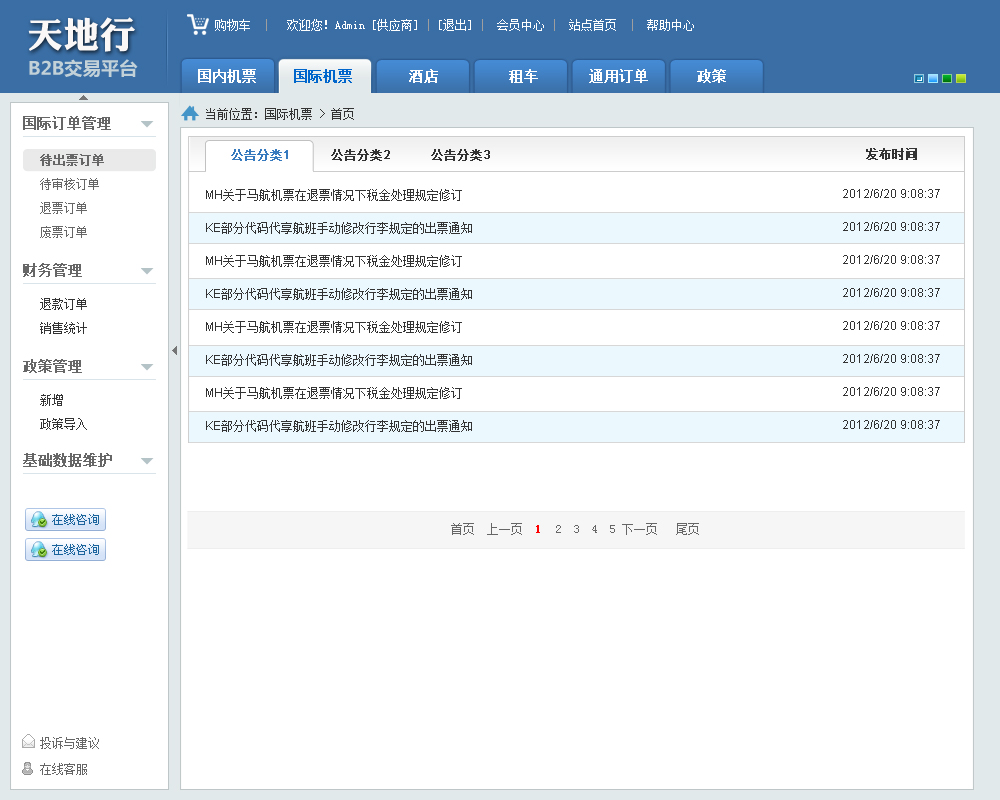 天地行
B2B交易平台
购物车 | 欢迎您! Admin [供应商] | [退出] | 会员中心 | 站点首页 | 帮助中心
国内机票 国际机票 酒店 租车 通用订单 政策
当前位置: 国际机票 > 首页
国际订单管理
待出票订单
待审核订单
退票订单
废票订单
财务管理
退款订单
销售统计
政策管理
新增
政策导入
基础数据维护
在线咨询
在线咨询
投诉与建议
在线客服
公告分类1 公告分类2 公告分类3 发布时间
MH关于马航机票在退票情况下税金处理规定修订 2012/6/20 9:08:37
KE部分代码代享航班手动修改行李规定的出票通知 2012/6/20 9:08:37
MH关于马航机票在退票情况下税金处理规定修订 2012/6/20 9:08:37
KE部分代码代享航班手动修改行李规定的出票通知 2012/6/20 9:08:37
MH关于马航机票在退票情况下税金处理规定修订 2012/6/20 9:08:37
KE部分代码代享航班手动修改行李规定的出票通知 2012/6/20 9:08:37
MH关于马航机票在退票情况下税金处理规定修订 2012/6/20 9:08:37
KE部分代码代享航班手动修改行李规定的出票通知 2012/6/20 9:08:37
首页 上一页 1 2 3 4 5 下一页 尾页